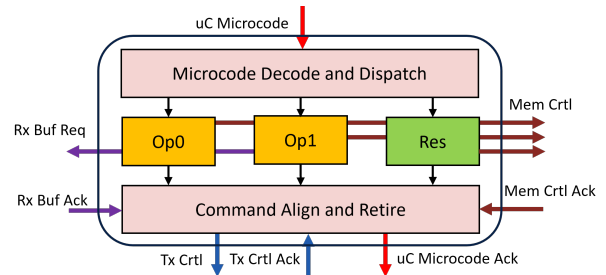 uC Microcode
Microcode Decode and Dispatch
Mem Crtl
Rx Buf Req
Op0
Op1
Res
Rx Buf Ack
Command Align and Retire
Mem Crtl Ack
Tx Crtl
Tx Crtl Ack
uC Microcode Ack